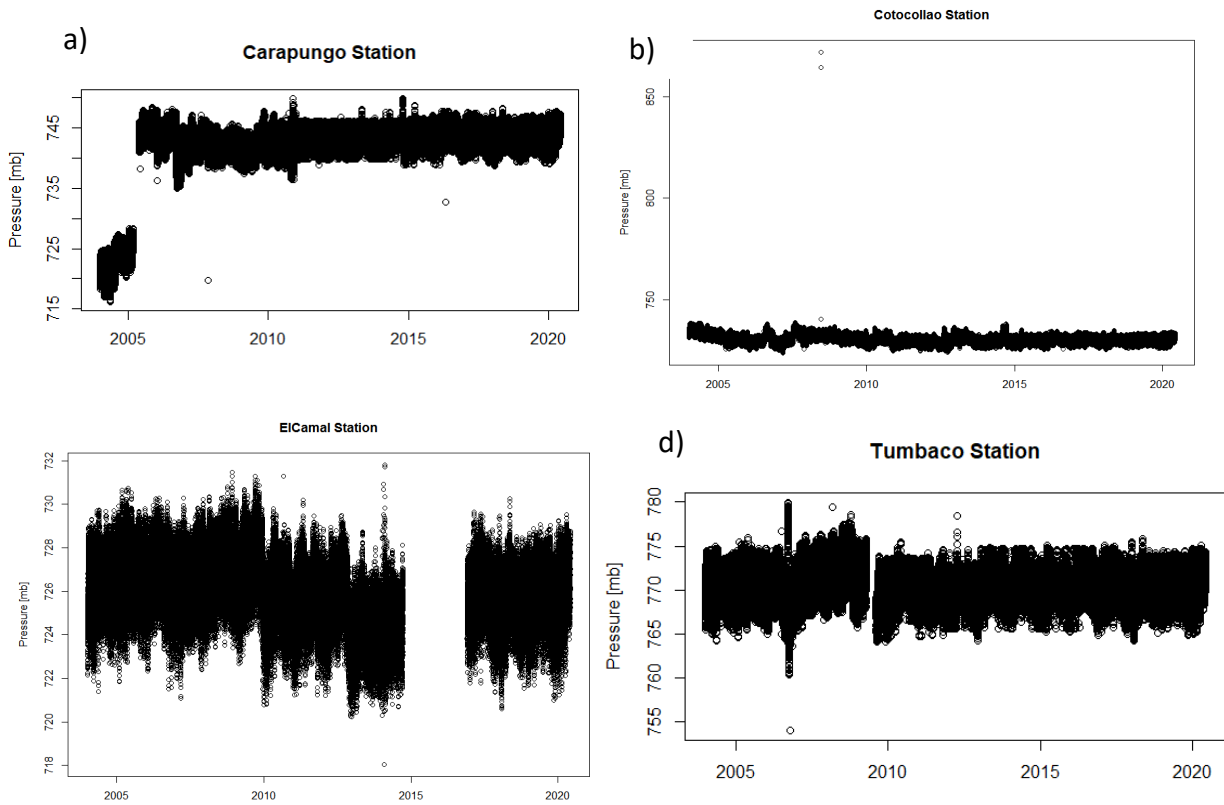 a)
Carapungo Station
Pressure [mb]
745
735
725
715
2005 2010 2015 2020
b)
Cotocollao Station
Pressure [mb]
850
800
750
2005 2010 2015 2020
ElCamal Station
Pressure [mb]
732
730
728
726
724
722
720
718
2005 2010 2015 2020
d)
Tumbaco Station
Pressure [mb]
780
775
770
765
760
755
2005 2010 2015 2020